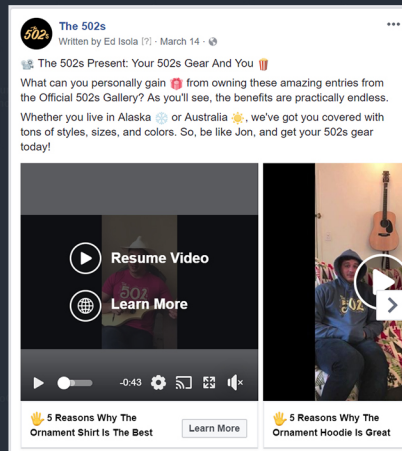 The 502s
502s
Written by Ed Isola [?] · March 14 ·
The 502s Present: Your 502s Gear And You
What can you personally gain from owning these amazing entries from
the Official 502s Gallery? As you'll see, the benefits are practically endless.
Whether you live in Alaska or Australia , we've got you covered with
tons of styles, sizes, and colors. So, be like Jon, and get your 502s gear
today!
Resume Video
Learn More
-0:43
502
5 Reasons Why The
Ornament Shirt Is The Best
Learn More
5 Reasons Why The
Ornament Hoodie Is Great